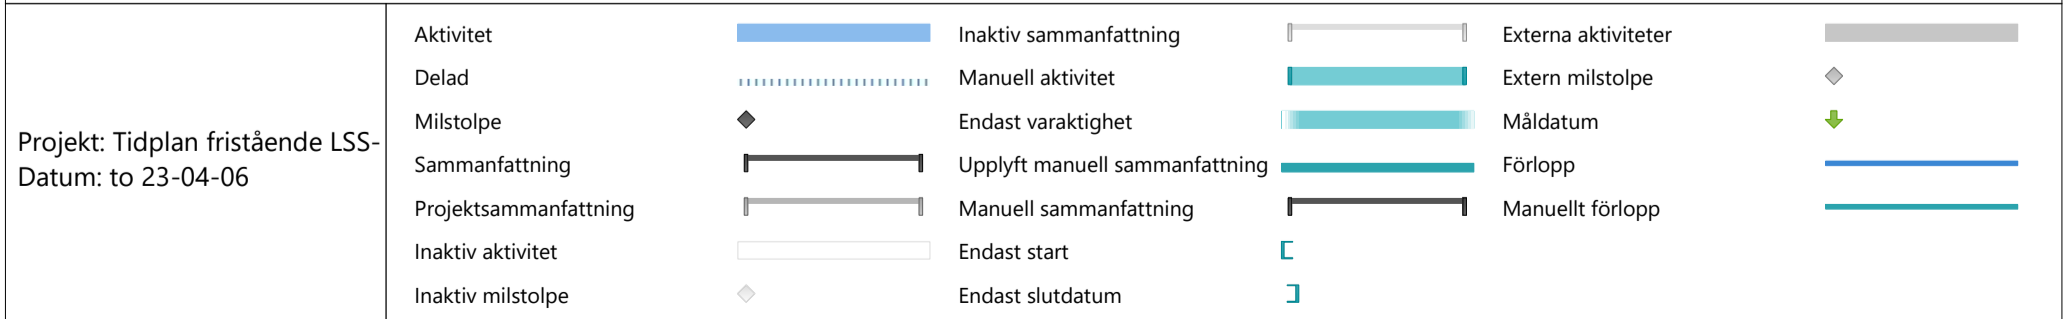 Projekt: Tidplan fristående LSS-
Datum: to 23-04-06
Aktivitet
Delad
Milstolpe
Sammanfattning
Projektsammanfattning
Inaktiv aktivitet
Inaktiv milstolpe
Inaktiv sammanfattning
Manuell aktivitet
Endast varaktighet
Upplyft manuell sammanfattning
Manuell sammanfattning
Endast start
Endast slutdatum
Externa aktiviteter
Extern milstolpe
Måldatum
Förlopp
Manuellt förlopp